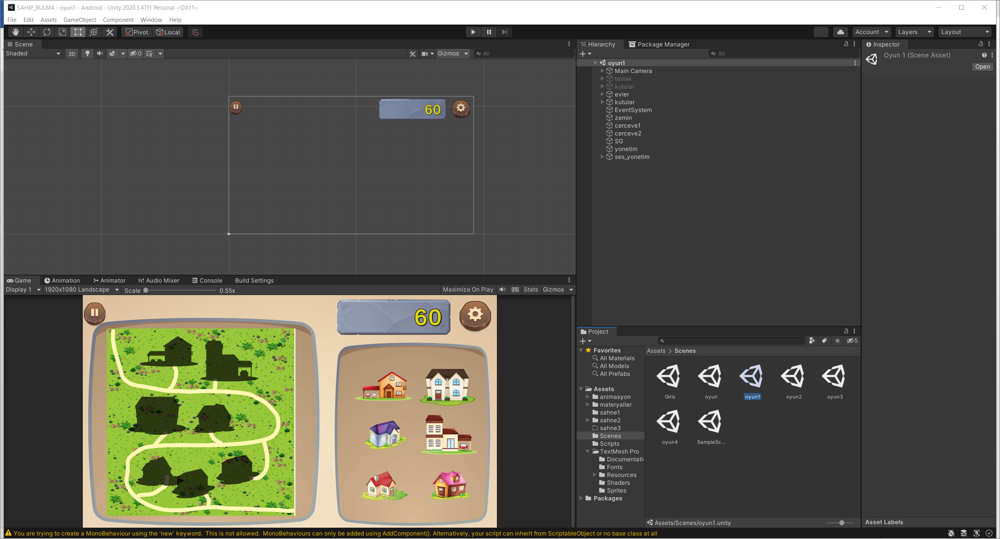 SAHIP_BULMA - oyun1 - Android - Unity 2020.3.47f1 Personal <DX11>
File Edit Assets GameObject Component Window Help
Pivot Local Account Layers Layout
Scene
Shaded 2D 0 Gizmos All
60
Hierarchy Package Manager
All
oyun1
Main Camera
taslak
kutular
evler
kutular
EventSystem
zemin
cerceve1
cerceve2
SG
yonetim
ses_yonetim
Inspector
Oyun 1 (Scene Asset)
Open
Game Animation Animator Audio Mixer Console Build Settings
Display 1 1920x1080 Landscape Scale 0.55x Maximize On Play Stats Gizmos
60
Project
5
Favorites
All Materials
All Models
All Prefabs
Assets
animasyon
materyaller
sahne1
sahne2
sahne3
Scenes
Scripts
TextMesh Pro
Documentati
Fonts
Resources
Shaders
Sprites
Packages
Assets > Scenes
Giris oyun oyun1 oyun2 oyun3
oyun4 SampleSc...
Assets/Scenes/oyun1.unity
Asset Labels
You are trying to create a MonoBehaviour using the 'new' keyword. This is not allowed. MonoBehaviours can only be added using AddComponent(). Alternatively, your script can inherit from ScriptableObject or no base class at all